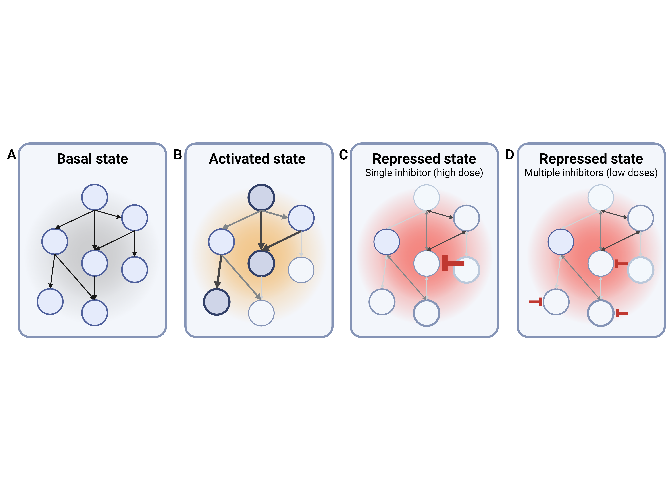 A
Basal state
B
Activated state
C
Repressed state
Single inhibitor (high dose)
D
Repressed state
Multiple inhibitors (low doses)